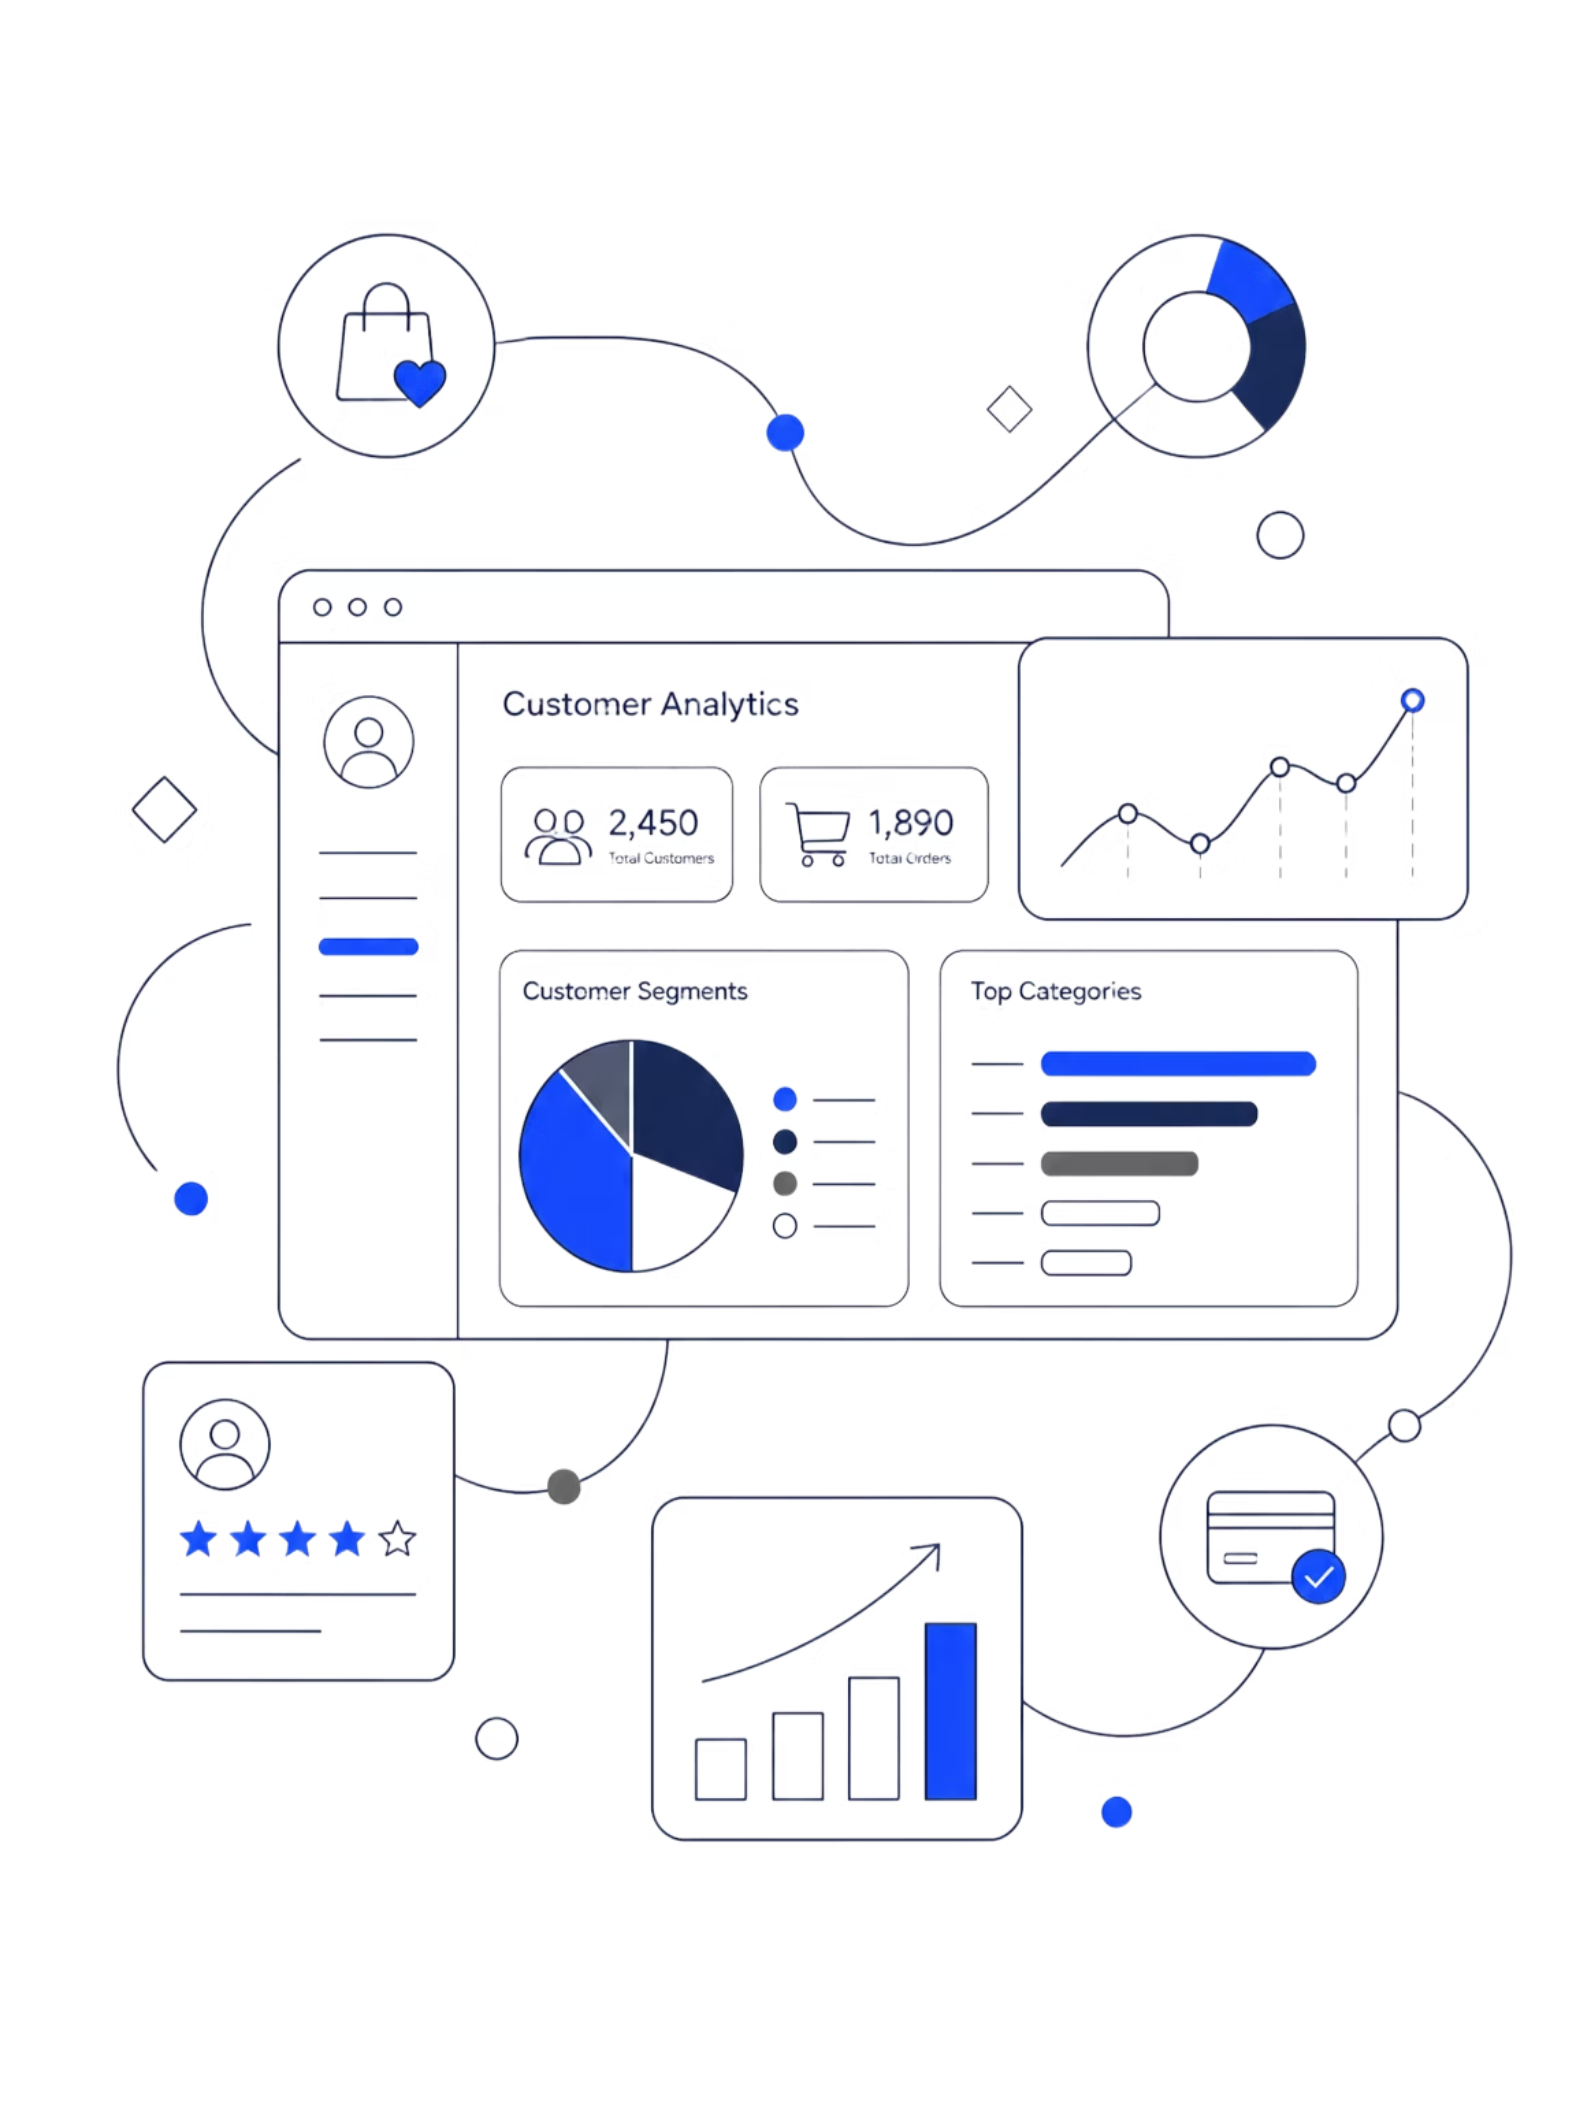 Customer Analytics
2,450
Total Customers
1,890
Total Orders
Customer Segments
Top Categories